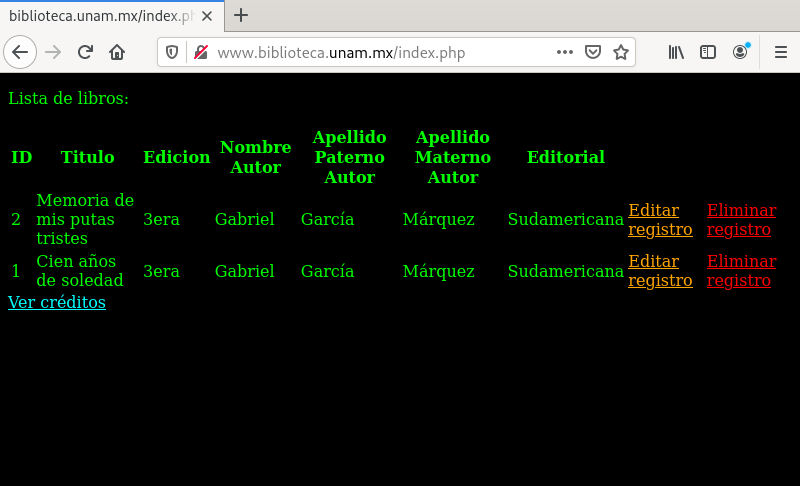 biblioteca.unam.mx/index.ph
www.biblioteca.unam.mx/index.php
Lista de libros:
ID Titulo Edicion Nombre Autor Apellido Paterno Autor Apellido Materno Autor Editorial
2 Memoria de mis putas tristes 3era Gabriel García Márquez Sudamericana Editar registro Eliminar registro
1 Cien años de soledad 3era Gabriel García Márquez Sudamericana Editar registro Eliminar registro
Ver créditos